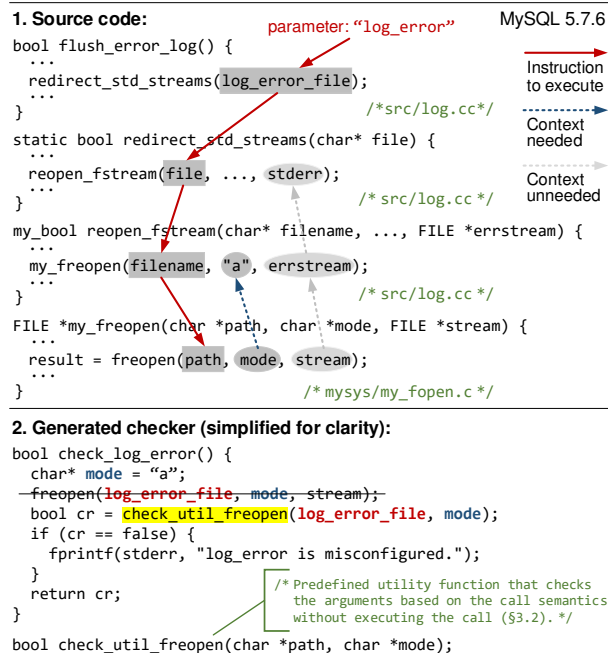 1. Source code:
parameter: “log_error”
MySQL 5.7.6
bool flush_error_log() {
...
redirect_std_streams(log_error_file);
...
}
/*src/log.cc*/
Instruction
to execute
Context
needed
Context
unneeded
static bool redirect_std_streams(char* file) {
...
reopen_fstream(file, ..., stderr);
...
}
/* src/log.cc */
my_bool reopen_fstream(char* filename, ..., FILE *errstream) {
...
my_freopen(filename, "a", errstream);
...
}
/* src/log.cc */
FILE *my_freopen(char *path, char *mode, FILE *stream) {
...
result = freopen(path, mode, stream);
...
}
/* mysys/my_fopen.c */
2. Generated checker (simplified for clarity):
bool check_log_error() {
char* mode = “a”;
freopen(log_error_file, mode, stream);
bool cr = check_util_freopen(log_error_file, mode);
if (cr == false) {
fprintf(stderr, "log_error is misconfigured.");
}
return cr;
}
/* Predefined utility function that checks
the arguments based on the call semantics
without executing the call (§3.2). */
bool check_util_freopen(char *path, char *mode);